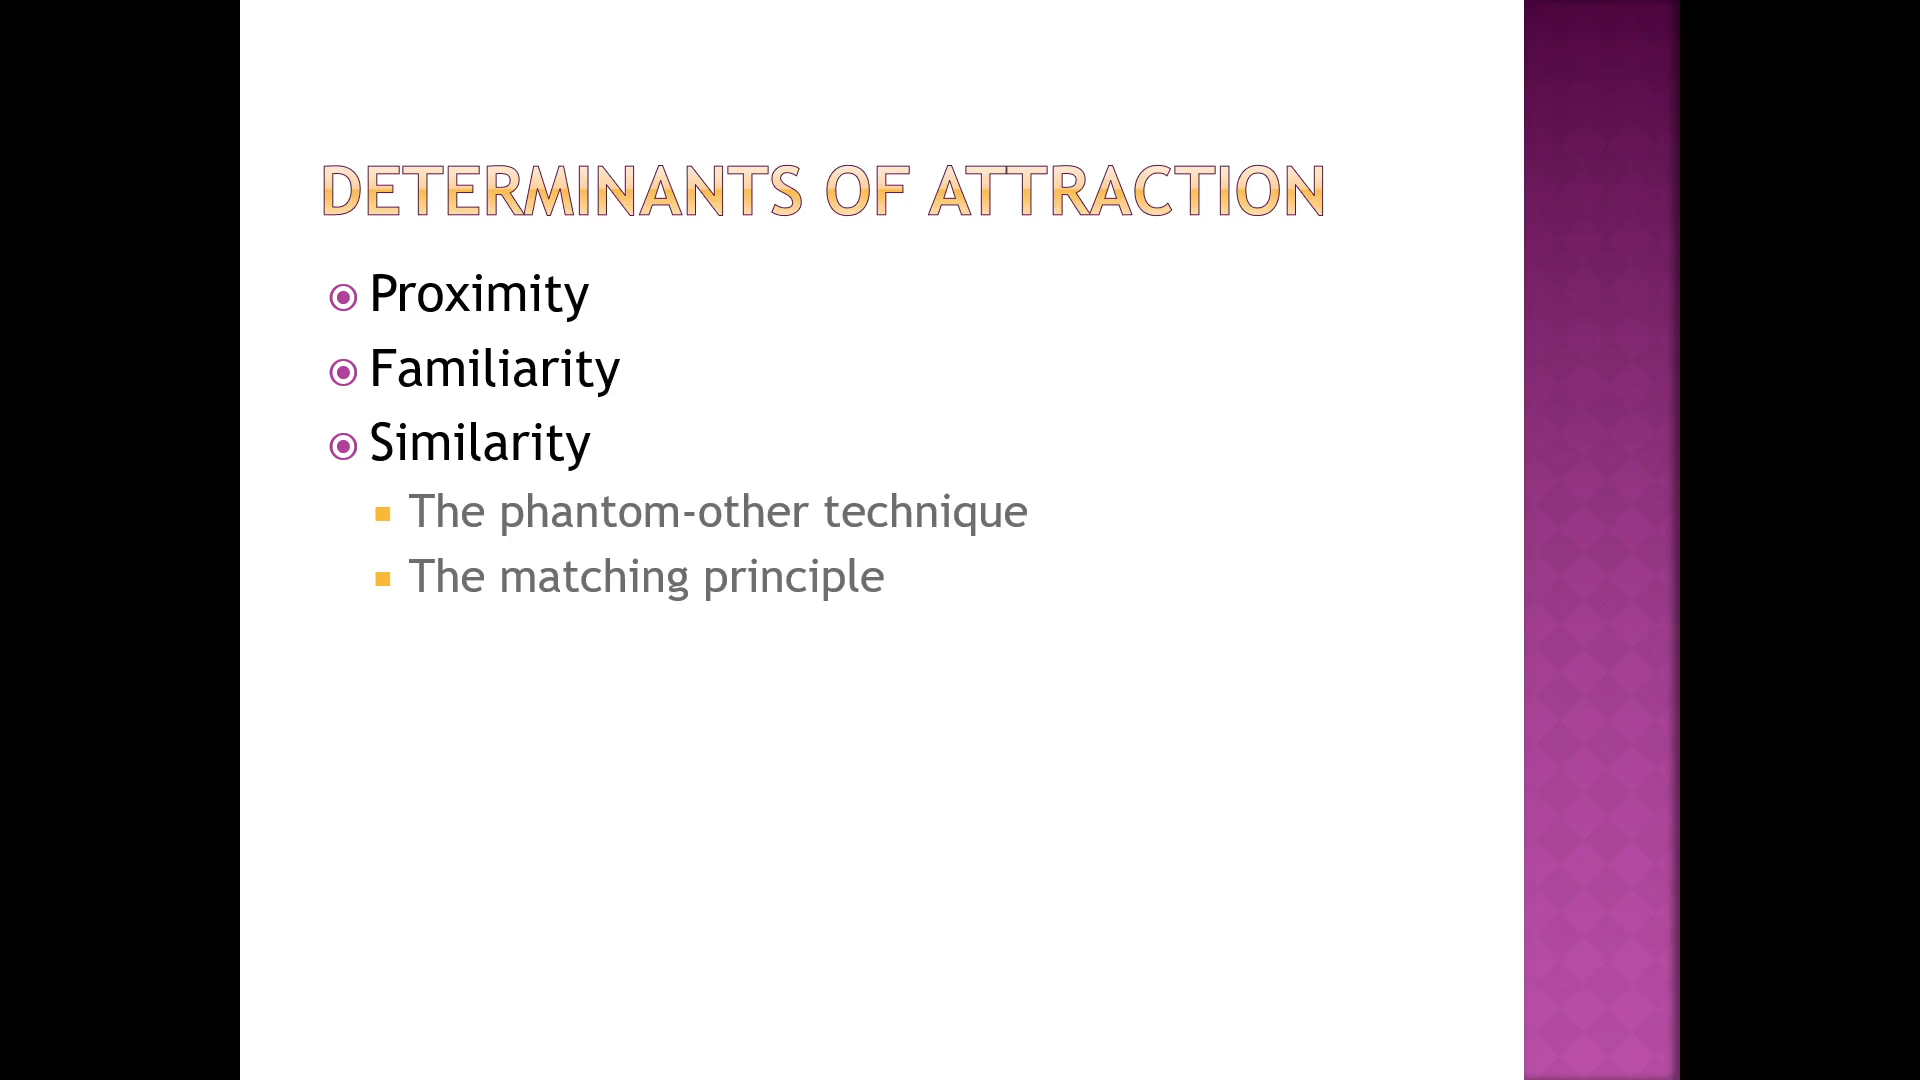 DETERMINANTS OF ATTRACTION
Proximity
Familiarity
Similarity
The phantom-other technique
The matching principle